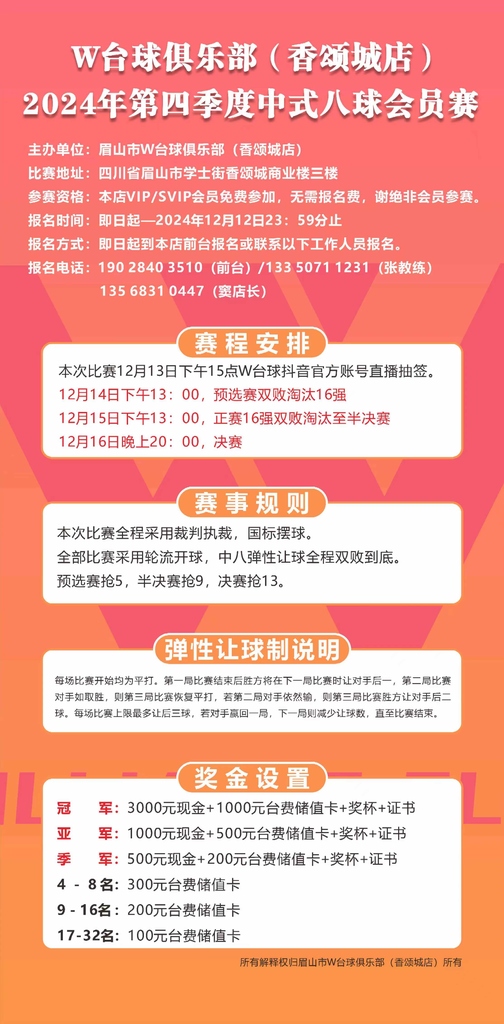 W台球俱乐部（香颂城店）
2024年第四季度中式八球会员赛
主办单位：眉山市W台球俱乐部（香颂城店）
比赛地址：四川省眉山市学士街香颂城商业楼三楼
参赛资格：本店VIP/SVIP会员免费参加，无需报名费，谢绝非会员参赛。
报名时间：即日起—2024年12月12日23：59分止
报名方式：即日起到本店前台报名或联系以下工作人员报名。
报名电话：190 2840 3510（前台）/133 5071 1231（张教练）
135 6831 0447（窦店长）
赛程安排
本次比赛12月13日下午15点W台球抖音官方账号直播抽签。
12月14日下午13：00，预选赛双败淘汰16强
12月15日下午13：00，正赛16强双败淘汰至半决赛
12月16日晚上20：00，决赛
赛事规则
本次比赛全程采用裁判执裁，国标摆球。
全部比赛采用轮流开球，中八弹性让球全程双败到底。
预选赛抢5，半决赛抢9，决赛抢13。
弹性让球制说明
每场比赛开始均为平打。第一局比赛结束后胜方将在下一局比赛时让对手后一，第二局比赛
对手如取胜，则第三局比赛恢复平打，若第二局对手依然输，则第三局比赛胜方让对手后二
球。每场比赛上限最多让后三球，若对手赢回一局，下一局则减少让球数，直至比赛结束。
奖金设置
冠　军：3000元现金+1000元台费储值卡+奖杯+证书
亚　军：1000元现金+500元台费储值卡+奖杯+证书
季　军：500元现金+200元台费储值卡+奖杯+证书
4 - 8名：300元台费储值卡
9 - 16名：200元台费储值卡
17-32名：100元台费储值卡
所有解释权归眉山市W台球俱乐部（香颂城店）所有